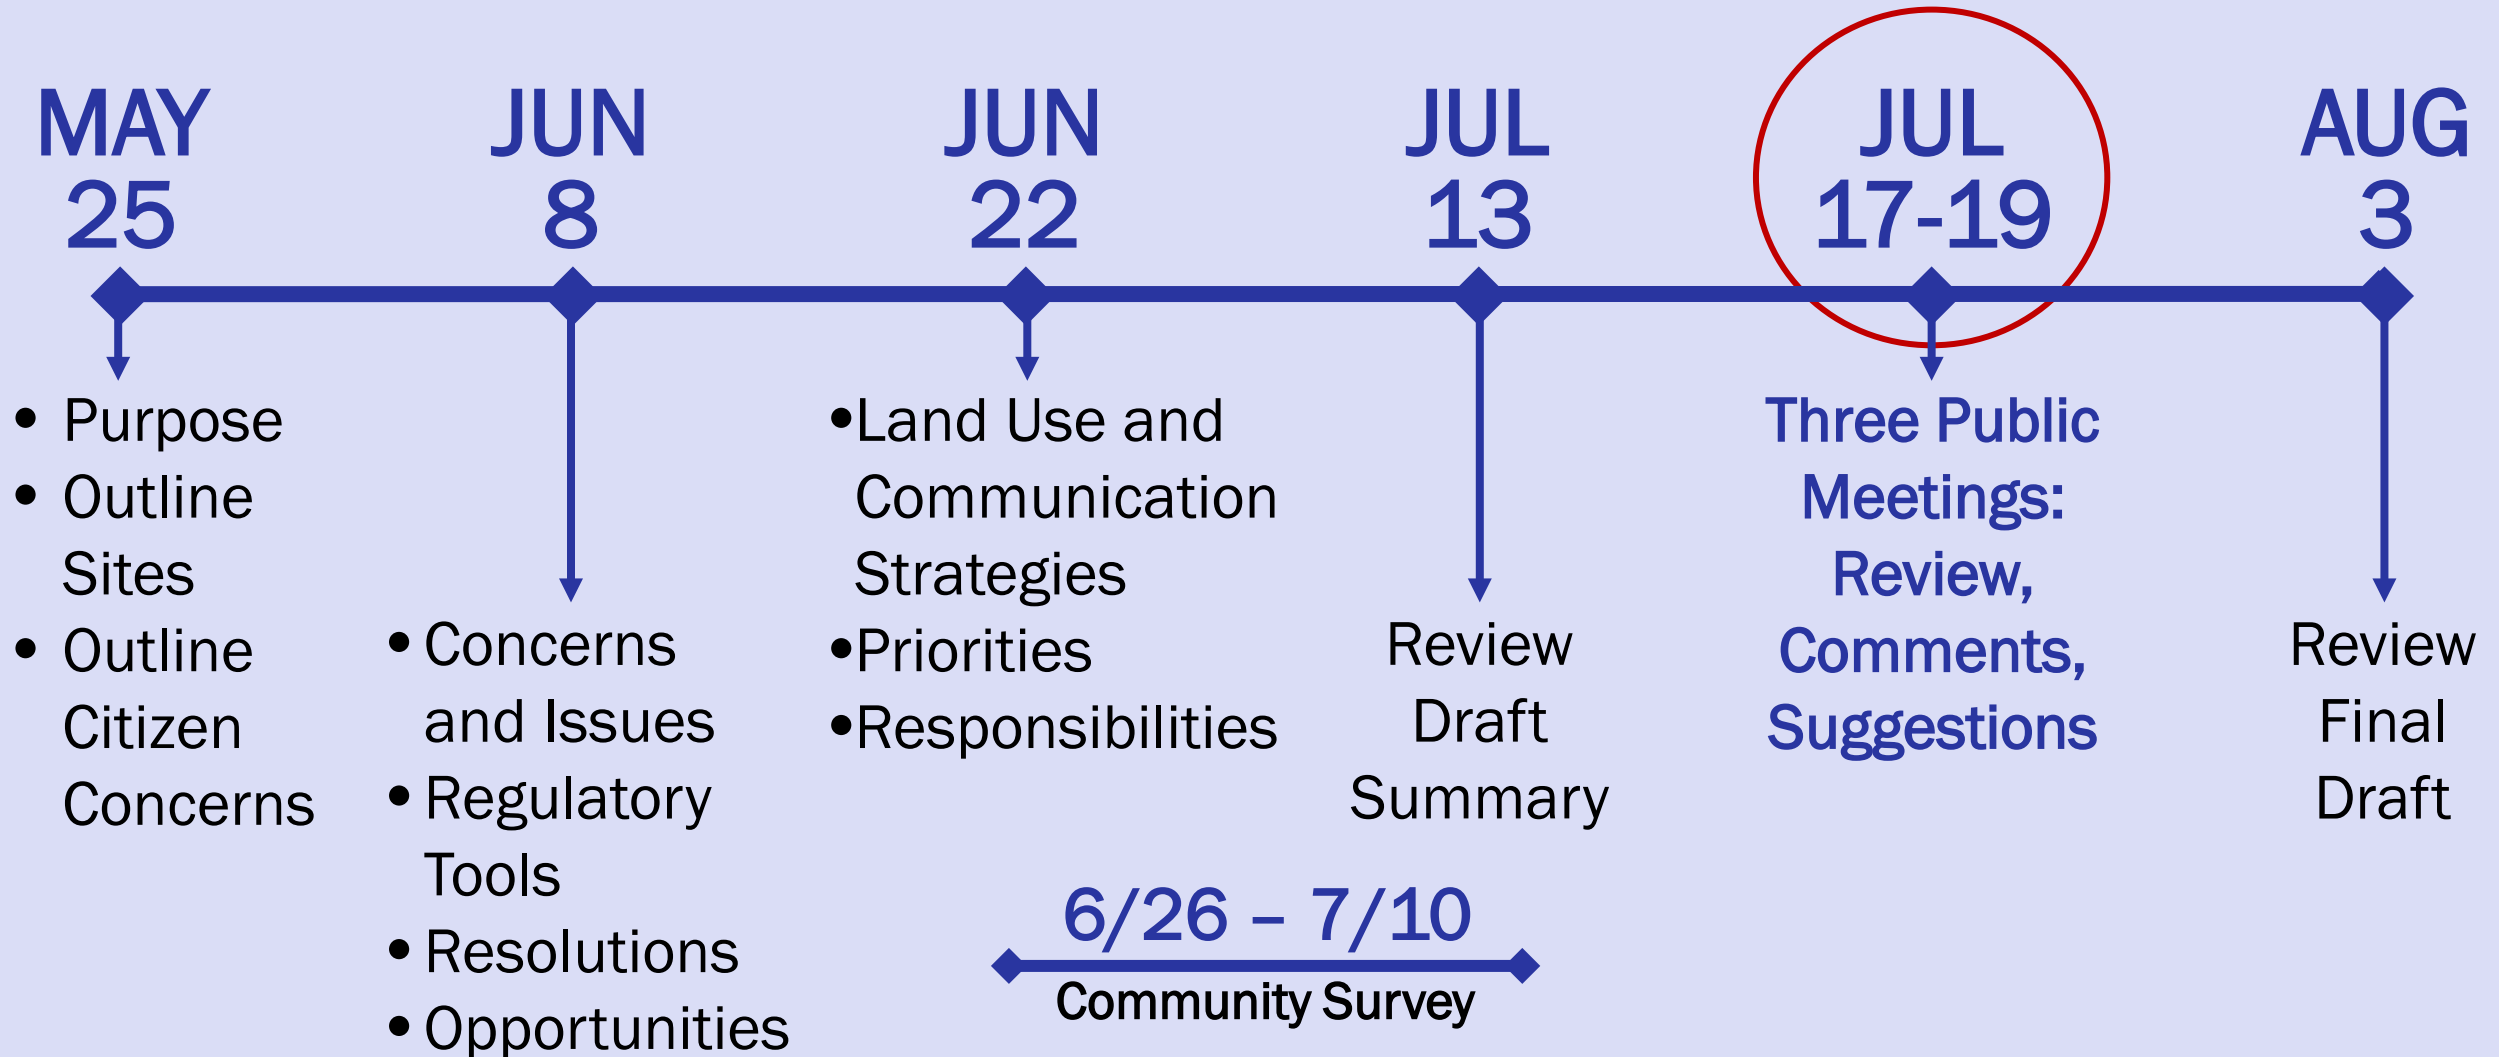 MAY
25
JUN
8
JUN
22
JUL
13
JUL
17-19
AUG
3
• Purpose
• Outline
Sites
• Outline
Citizen
Concerns
• Concerns
and Issues
• Regulatory
Tools
• Resolutions
• Opportunities
•Land Use and
Communication
Strategies
•Priorities
•Responsibilities
Review
Draft
Summary
Three Public
Meetings:
Review,
Comments,
Suggestions
Review
Final
Draft
6/26 – 7/10
Community Survey